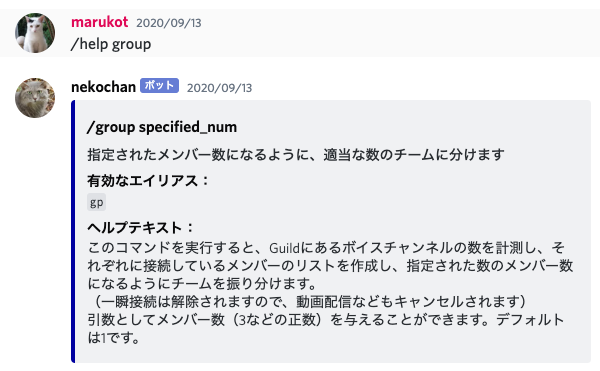 marukot 2020/09/13
/help group
nekochan ボット 2020/09/13
/group specified_num
指定されたメンバー数になるように、適当な数のチームに分けます
有効なエイリアス：
gp
ヘルプテキスト：
このコマンドを実行すると、Guildにあるボイスチャンネルの数を計測し、そ
れぞれに接続しているメンバーのリストを作成し、指定された数のメンバー数
になるようにチームを振り分けます。
（一瞬接続は解除されますので、動画配信などもキャンセルされます）
引数としてメンバー数（3などの正数）を与えることができます。デフォルト
は1です。